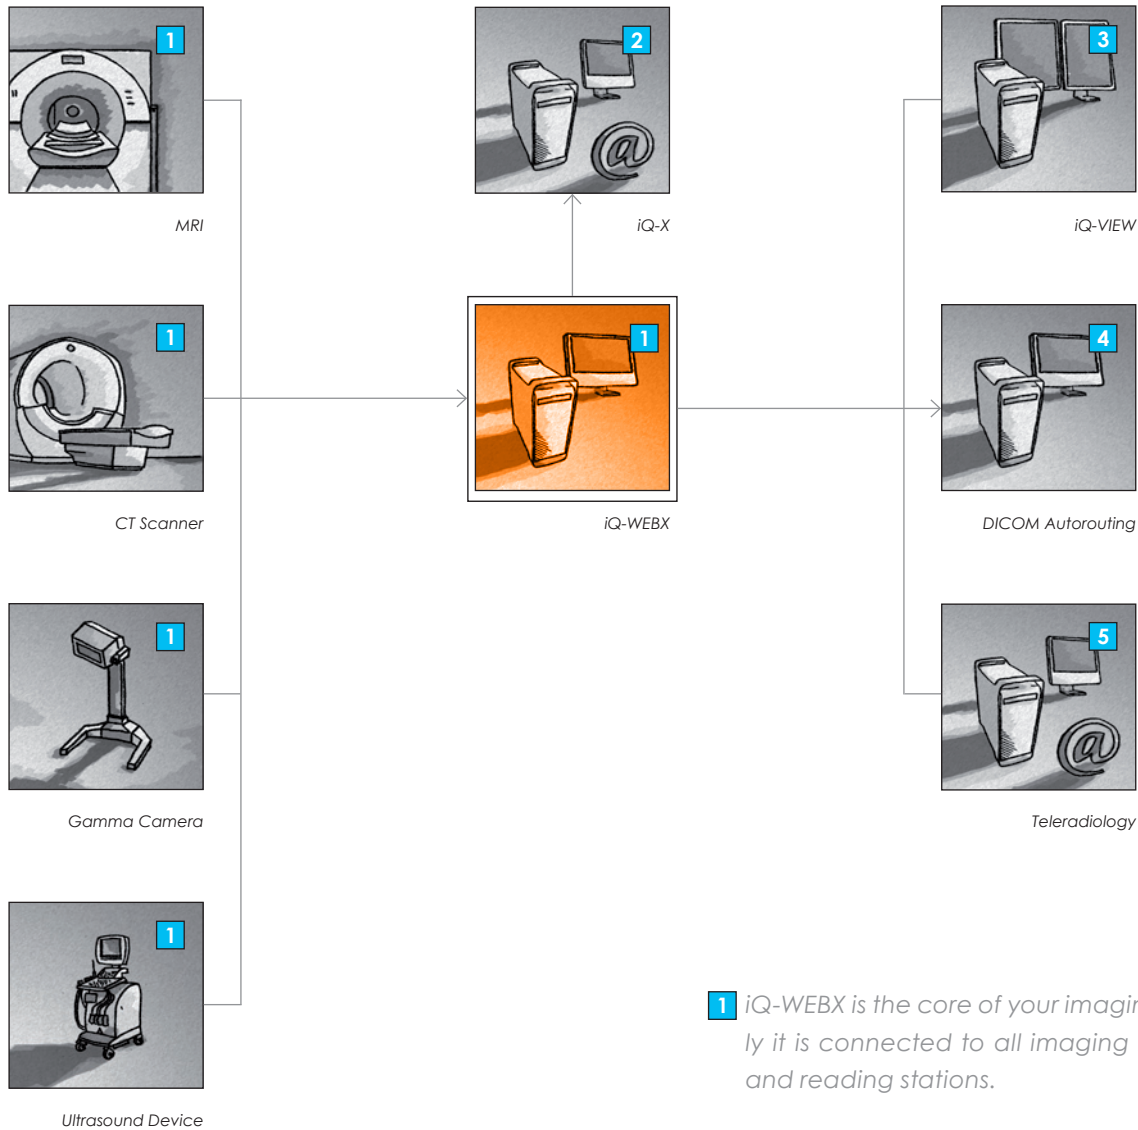 1
2
3
MRI
iQ-X
iQ-VIEW
1
1
4
CT Scanner
iQ-WEBX
DICOM Autorouting
1
5
Gamma Camera
Teleradiology
1
1 iQ-WEBX is the core of your
ly it is connected to all imaging
and reading stations.
Ultrasound Device